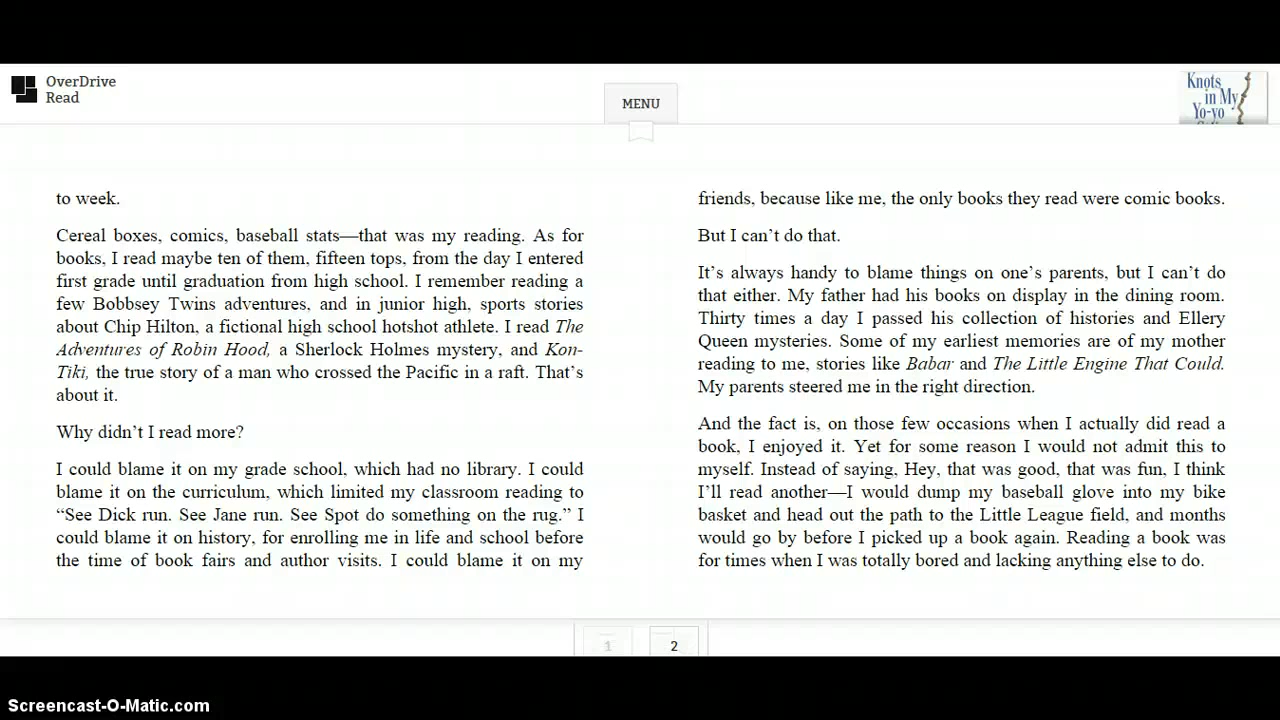 OverDrive
Read
MENU
Knots
in My
Yo-yo
to week.
Cereal boxes, comics, baseball stats—that was my reading. As for
books, I read maybe ten of them, fifteen tops, from the day I entered
first grade until graduation from high school. I remember reading a
few Bobbsey Twins adventures, and in junior high, sports stories
about Chip Hilton, a fictional high school hotshot athlete. I read The
Adventures of Robin Hood, a Sherlock Holmes mystery, and Kon-
Tiki, the true story of a man who crossed the Pacific in a raft. That’s
about it.
Why didn’t I read more?
I could blame it on my grade school, which had no library. I could
blame it on the curriculum, which limited my classroom reading to
“See Dick run. See Jane run. See Spot do something on the rug.” I
could blame it on history, for enrolling me in life and school before
the time of book fairs and author visits. I could blame it on my
friends, because like me, the only books they read were comic books.
But I can’t do that.
It’s always handy to blame things on one’s parents, but I can’t do
that either. My father had his books on display in the dining room.
Thirty times a day I passed his collection of histories and Ellery
Queen mysteries. Some of my earliest memories are of my mother
reading to me, stories like Babar and The Little Engine That Could.
My parents steered me in the right direction.
And the fact is, on those few occasions when I actually did read a
book, I enjoyed it. Yet for some reason I would not admit this to
myself. Instead of saying, Hey, that was good, that was fun, I think
I’ll read another—I would dump my baseball glove into my bike
basket and head out the path to the Little League field, and months
would go by before I picked up a book again. Reading a book was
for times when I was totally bored and lacking anything else to do.
1
2
Screencast-O-Matic.com